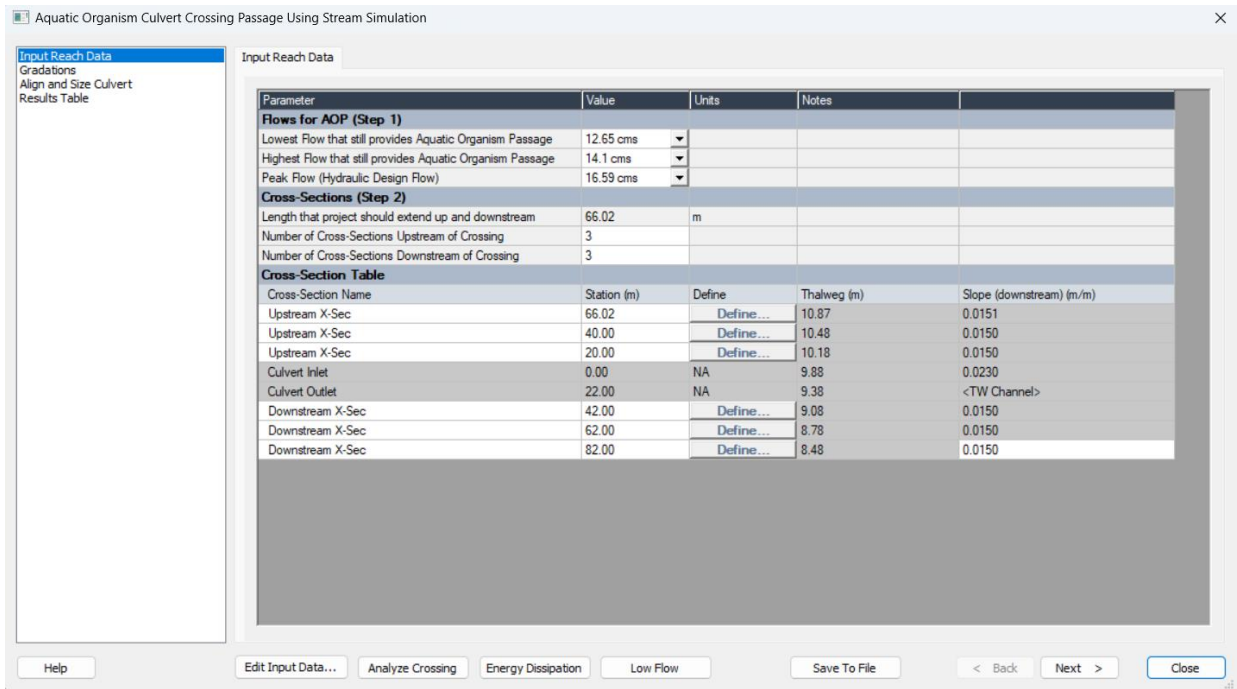 Aquatic Organism Culvert Crossing Passage Using Stream Simulation
Input Reach Data
Gradations
Align and Size Culvert
Results Table
Input Reach Data
Parameter Value Units Notes
Flows for AOP (Step 1)
Lowest Flow that still provides Aquatic Organism Passage 12.65 cms
Highest Flow that still provides Aquatic Organism Passage 14.1 cms
Peak Flow (Hydraulic Design Flow) 16.59 cms
Cross-Sections (Step 2)
Length that project should extend up and downstream 66.02 m
Number of Cross-Sections Upstream of Crossing 3
Number of Cross-Sections Downstream of Crossing 3
Cross-Section Table
Cross-Section Name Station (m) Define Thalweg (m) Slope (downstream) (m/m)
Upstream X-Sec 66.02 Define... 10.87 0.0151
Upstream X-Sec 40.00 Define... 10.48 0.0150
Upstream X-Sec 20.00 Define... 10.18 0.0150
Culvert Inlet 0.00 NA 9.88 0.0230
Culvert Outlet 22.00 NA 9.38 <TW Channel>
Downstream X-Sec 42.00 Define... 9.08 0.0150
Downstream X-Sec 62.00 Define... 8.78 0.0150
Downstream X-Sec 82.00 Define... 8.48 0.0150
Help Edit Input Data... Analyze Crossing Energy Dissipation Low Flow Save To File < Back Next > Close